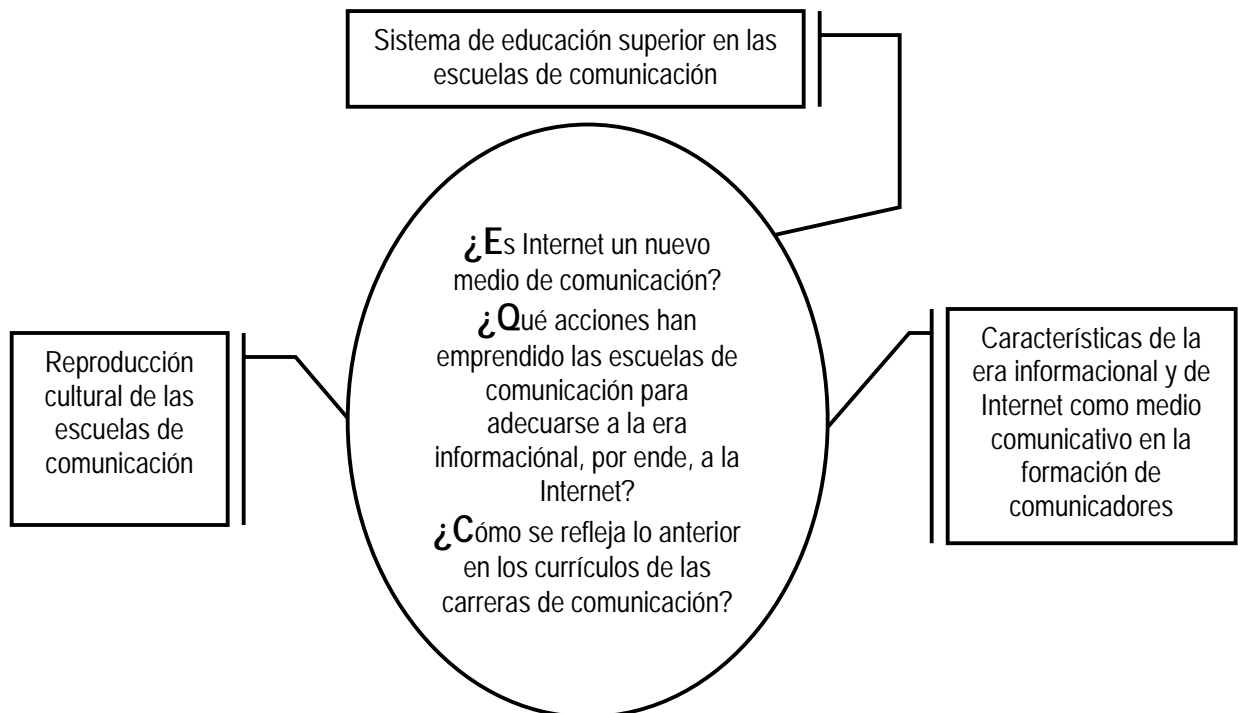 Sistema de educación superior en las
escuelas de comunicación
¿Es Internet un nuevo
medio de comunicación?
¿Qué acciones han
emprendido las escuelas de
comunicación para
adecuarse a la era
informaciónal, por ende, a la
Internet?
¿Cómo se refleja lo anterior
en los currículos de las
carreras de comunicación?
Reproducción
cultural de las
escuelas de
comunicación
Características de la
era informacional y de
Internet como medio
comunicativo en la
formación de
comunicadores